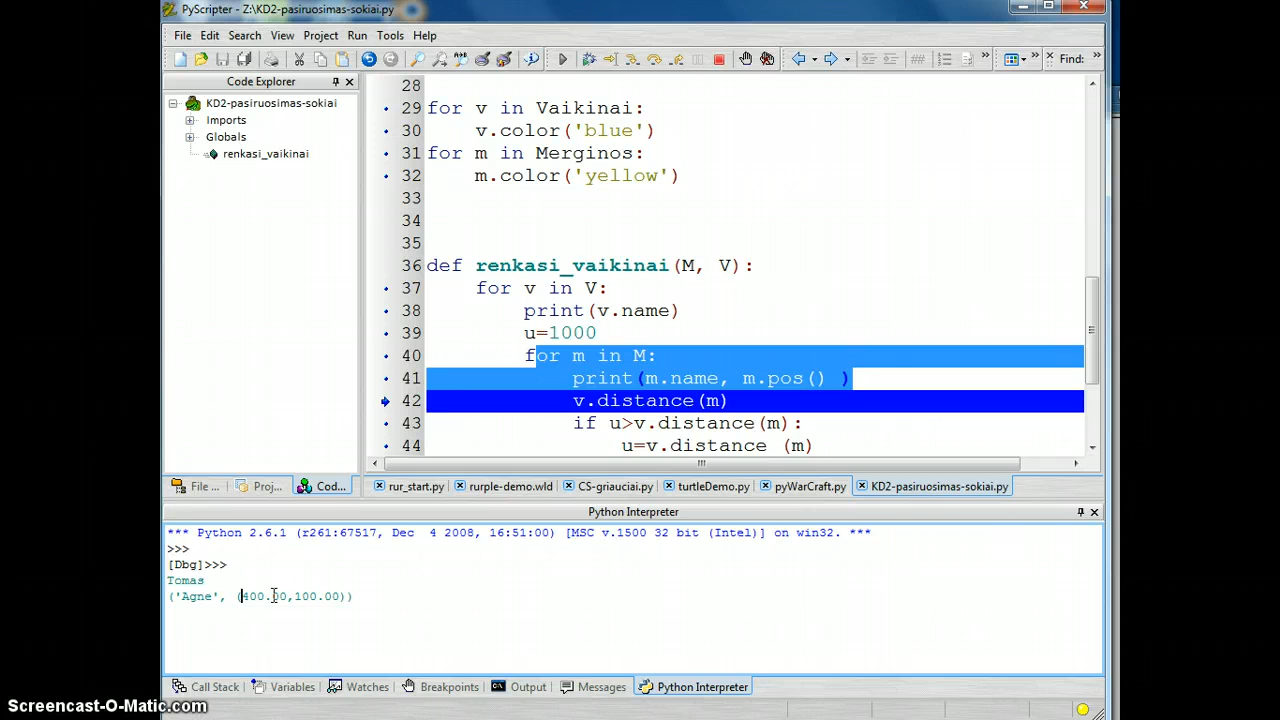 PyScripter - Z:\KD2-pasiruosimas-sokiai.py
File Edit Search View Project Run Tools Help
Find:
Code Explorer
KD2-pasiruosimas-sokiai
Imports
Globals
renkasi_vaikinai
28
29 for v in Vaikinai:
30 v.color('blue')
31 for m in Merginos:
32 m.color('yellow')
33
34
35
36 def renkasi_vaikinai(M, V):
37 for v in V:
38 print(v.name)
39 u=1000
40 for m in M:
41 print(m.name, m.pos() )
42 v.distance(m)
43 if u>v.distance(m):
44 u=v.distance (m)
File ... Proj... Cod...
rur_start.py rurple-demo.wld CS-griauciai.py turtleDemo.py pyWarCraft.py KD2-pasiruosimas-sokiai.py
Python Interpreter
*** Python 2.6.1 (r261:67517, Dec 4 2008, 16:51:00) [MSC v.1500 32 bit (Intel)] on win32. ***
>>>
[Dbg]>>>
Tomas
('Agne', (400.00,100.00))
Call Stack Variables Watches Breakpoints Output Messages Python Interpreter
Screencast-O-Matic.com